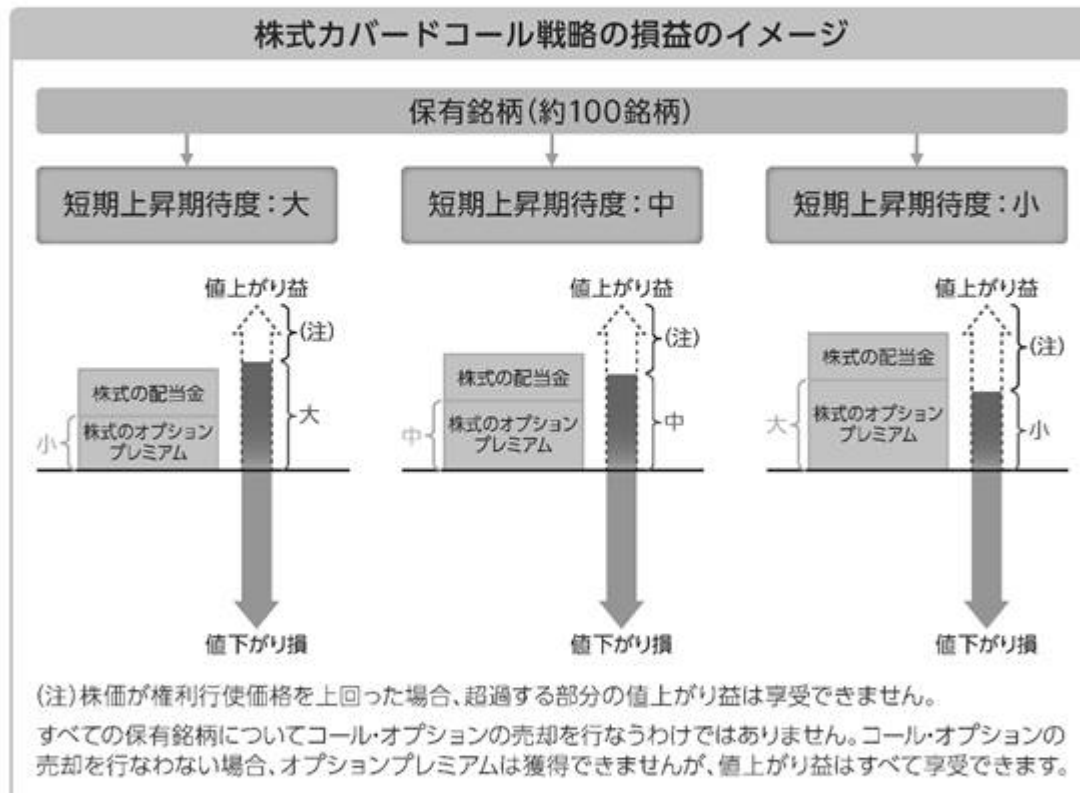 株式カバードコール戦略の損益のイメージ
保有銘柄(約100銘柄)
短期上昇期待度:大
短期上昇期待度:中
短期上昇期待度:小
値上がり益
(注)
株式の配当金
大
小
株式のオプション
プレミアム
値下がり損
値上がり益
(注)
株式の配当金
中
中
株式のオプション
プレミアム
値下がり損
値上がり益
(注)
株式の配当金
大
小
株式のオプション
プレミアム
値下がり損
(注)株価が権利行使価格を上回った場合、超過する部分の値上がり益は享受できません。
すべての保有銘柄についてコール・オプションの売却を行なうわけではありません。コール・オプションの
売却を行なわない場合、オプションプレミアムは獲得できませんが、値上がり益はすべて享受できます。